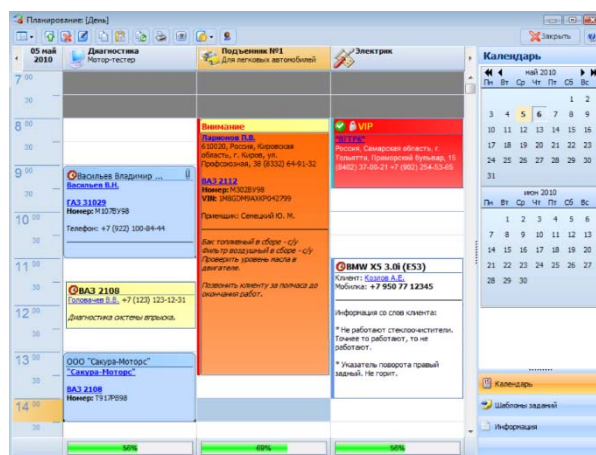 Планирование: [День]
Закрыть
05 май
2010
Диагностика
Мотор-тестер
Подъемник №1
Для легковых автомобилей
Электрик
Календарь
7 00
30
8 00
30
9 00
30
10 00
30
11 00
30
12 00
30
13 00
30
14 00
30
Васильев Владимир ...
Васильев В.Н.
ГАЗ 31029
Номер: М107ВУ98
Телефон: +7 (922) 100-84-44
ВАЗ 2108
Головачев В.В. +7 (123) 123-12-31
Диагностика системы впрыска.
ООО "Сакура-Моторс"
"Сакура-Моторс"
ВАЗ 2108
Номер: Т917РВ98
56%
Внимание
Ларионов П.В.
610020, Россия, Кировская
область, г. Киров, ул.
Профсоюзная, 38 (8332) 64-91-32
ВАЗ 2112
Номер: М302ВУ98
VIN: 1M8GDM9AXKP042799
Приемщик: Сенецкий Ю. М.
Бак топливный в сборе - с/у
Фильтр воздушный в сборе - с/у
Проверить уровень масла в
двигателе.
Позвонить клиенту за полчаса до
окончания работ.
69%
VIP
Россия, Самарская область, г.
Тольятти, Приморский бульвар, 15
(8482) 37-00-21 +7 (902) 254-53-65
BMW X5 3.0i (E53)
Клиент: Козлов А.Е.
Мобилка: +7 950 77 12345
Информация со слов клиента:
* Не работают стеклоочистители.
Точнее то работают, то не
работают.
* Указатель поворота правый
задний. Не горит.
56%
май 2010
Пн Вт Ср Чт Пт Сб Вс
1 2
3 4 5 6 7 8 9
10 11 12 13 14 15 16
17 18 19 20 21 22 23
24 25 26 27 28 29 30
31
июн 2010
Пн Вт Ср Чт Пт Сб Вс
1 2 3 4 5 6
7 8 9 10 11 12 13
14 15 16 17 18 19 20
21 22 23 24 25 26 27
28 29 30
Календарь
Шаблоны заданий
Информация